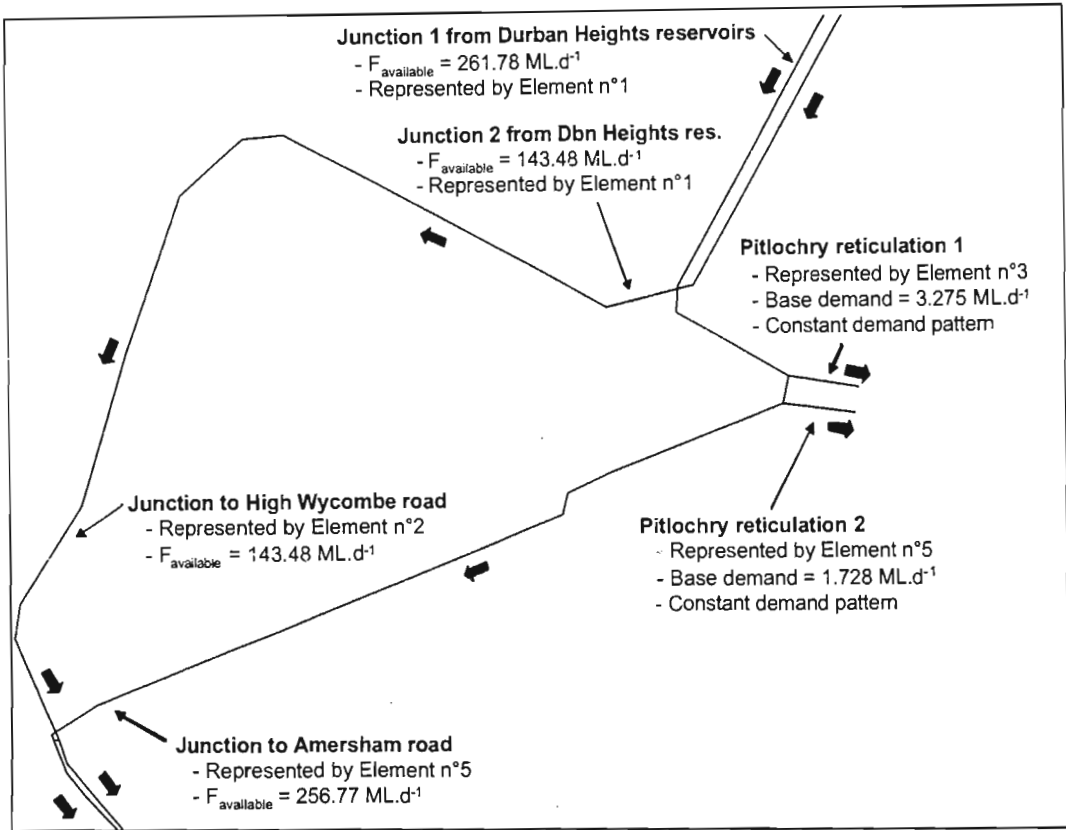 Junction 1 from Durban Heights reservoirs
- Favailable = 261.78 ML.d-1
- Represented by Element n°1
Junction 2 from Dbn Heights res.
- Favailable = 143.48 ML.d-1
- Represented by Element n°1
Pitlochry reticulation 1
- Represented by Element n°3
- Base demand = 3.275 ML.d-1
- Constant demand pattern
Junction to High Wycombe road
- Represented by Element n°2
- Favailable = 143.48 ML.d-1
Pitlochry reticulation 2
- Represented by Element n°5
- Base demand = 1.728 ML.d-1
- Constant demand pattern
Junction to Amersham road
- Represented by Element n°5
- Favailable = 256.77 ML.d-1